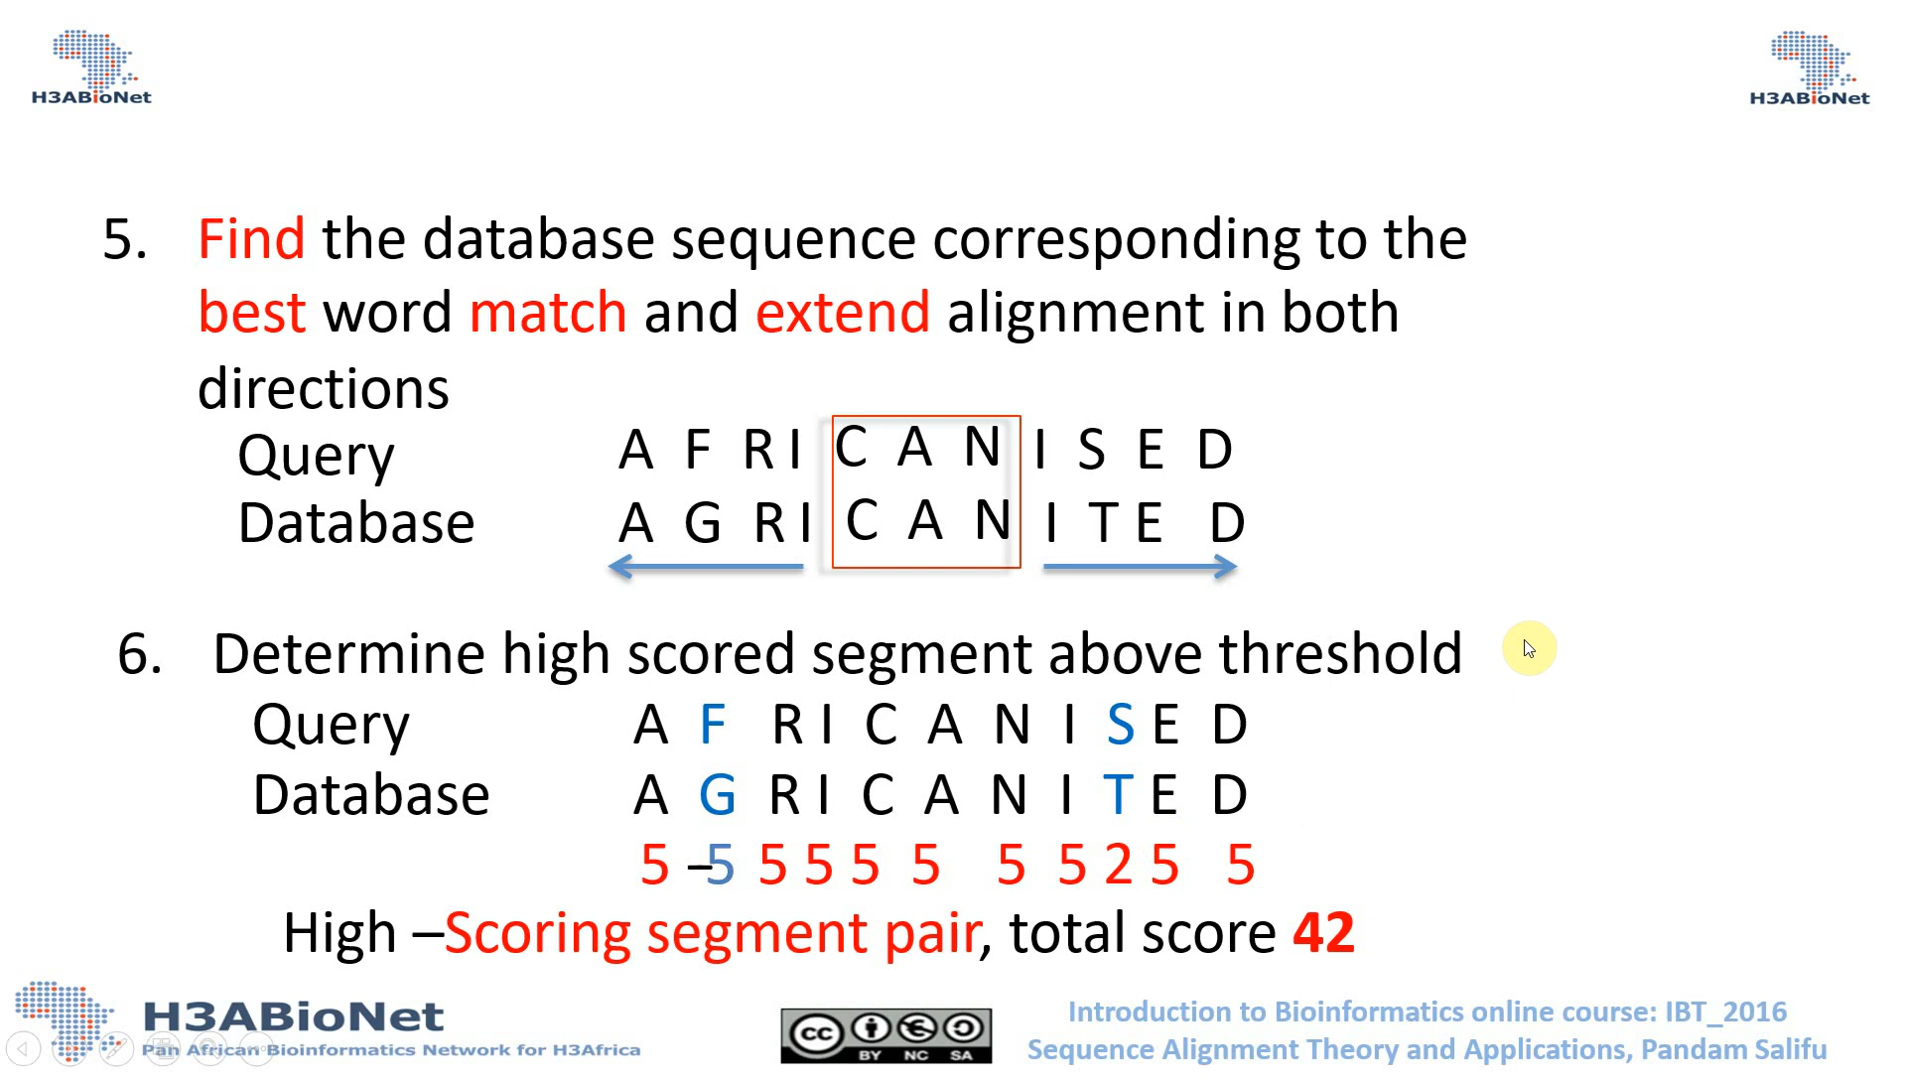 H3ABioNet
H3ABioNet
5. Find the database sequence corresponding to the
best word match and extend alignment in both
directions
Query A F R I C A N I S E D
Database A G R I C A N I T E D
6. Determine high scored segment above threshold
Query A F R I C A N I S E D
Database A G R I C A N I T E D
5 –5 5 5 5 5 5 5 2 5 5
High –Scoring segment pair, total score 42
H3ABioNet
Pan African Bioinformatics Network for H3Africa
cc BY NC SA
Introduction to Bioinformatics online course: IBT_2016
Sequence Alignment Theory and Applications, Pandam Salifu